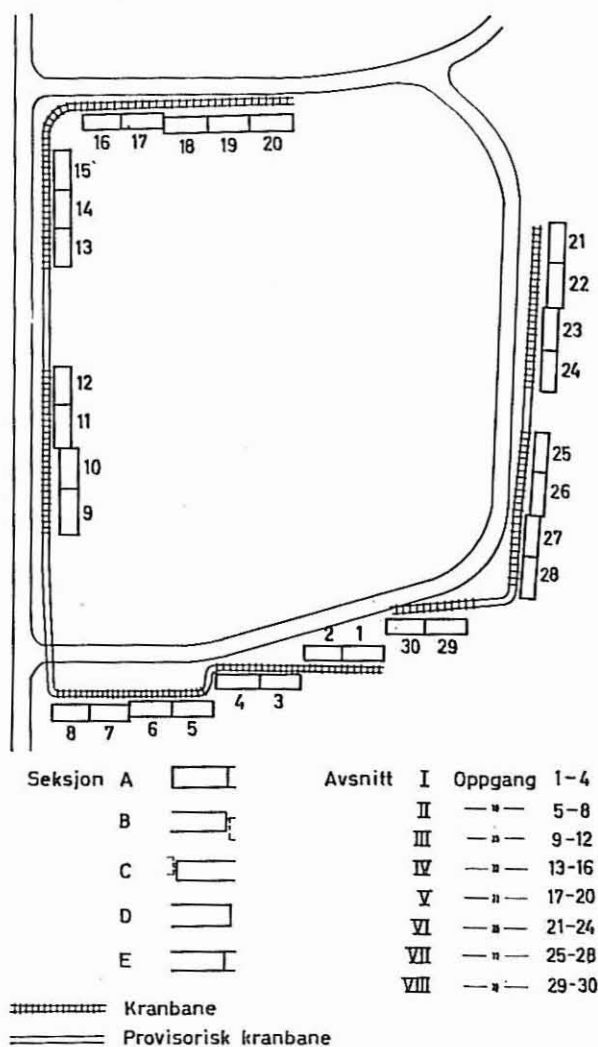 16 17 18 19 20
15
14
13
12
11
10
9
21
22
23
24
25
26
27
28
2 1
30 29
4 3
8 7 6 5
Seksjon A
B
C
D
E
Avsnitt I Oppgang 1-4
II —"— 5-8
III —"— 9-12
IV —"— 13-16
V —"— 17-20
VI —"— 21-24
VII —"— 25-28
VIII —"— 29-30
Kranbane
Provisorisk kranbane